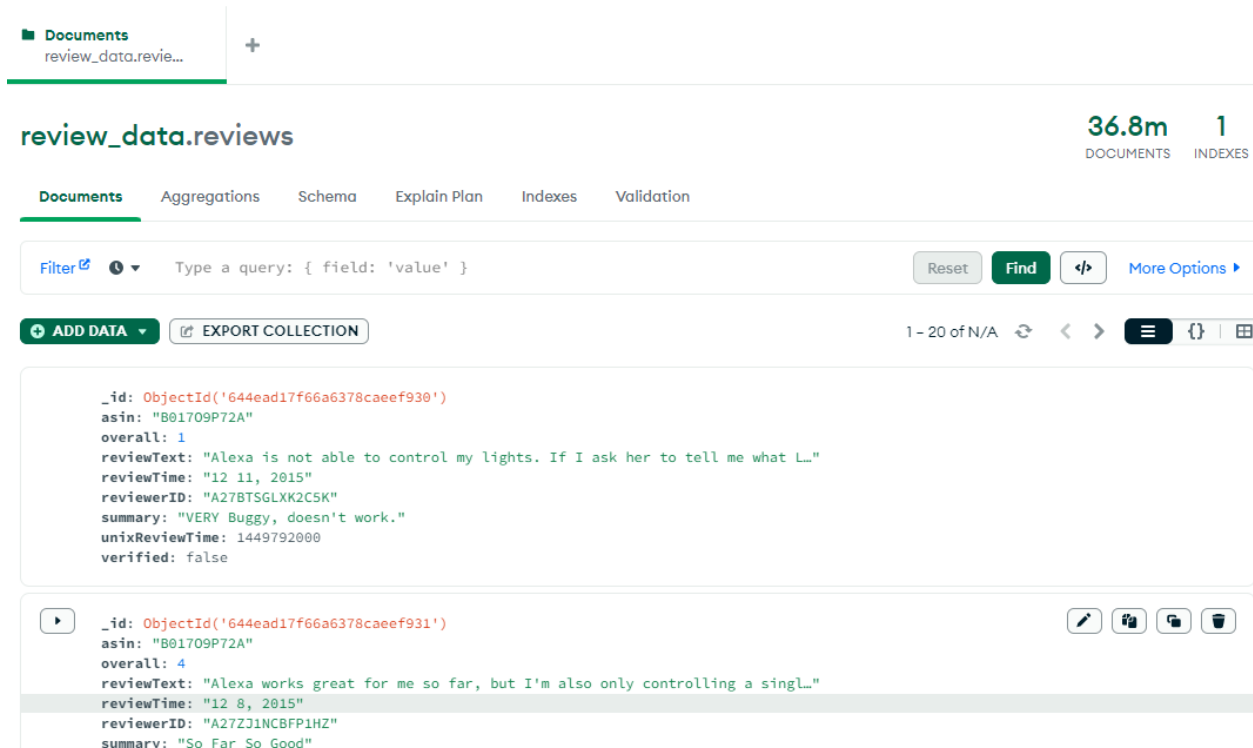 Documents
review_data.revie...
+
review_data.reviews
36.8m
DOCUMENTS
1
INDEXES
Documents Aggregations Schema Explain Plan Indexes Validation
Filter Type a query: { field: 'value' } Reset Find </> More Options
ADD DATA EXPORT COLLECTION 1 – 20 of N/A {}
_id: ObjectId('644ead17f66a6378caeef930')
asin: "B017O9P72A"
overall: 1
reviewText: "Alexa is not able to control my lights. If I ask her to tell me what L…"
reviewTime: "12 11, 2015"
reviewerID: "A27BTSGLXK2C5K"
summary: "VERY Buggy, doesn't work."
unixReviewTime: 1449792000
verified: false
_id: ObjectId('644ead17f66a6378caeef931')
asin: "B017O9P72A"
overall: 4
reviewText: "Alexa works great for me so far, but I'm also only controlling a singl…"
reviewTime: "12 8, 2015"
reviewerID: "A27ZJ1NCBFP1HZ"
summary: "So Far So Good"